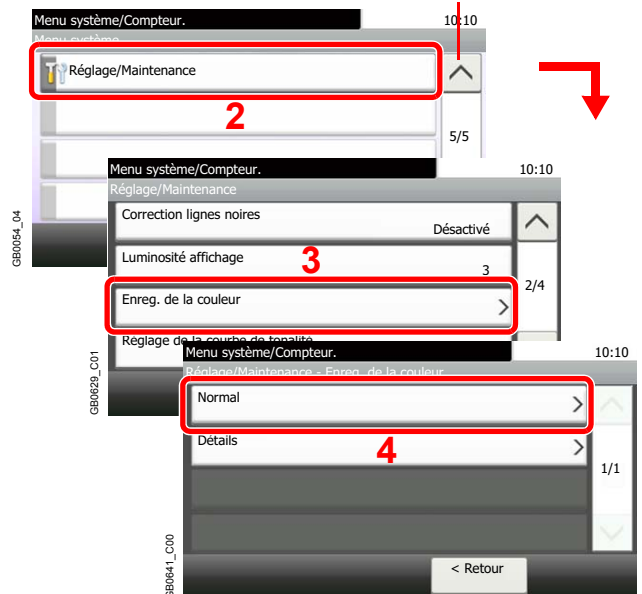 Menu système/Compteur.
10:10
Menu système
Réglage/Maintenance
2
5/5
GB0054_04
Menu système/Compteur.
10:10
Réglage/Maintenance
Correction lignes noires
Désactivé
Luminosité affichage
3
3
2/4
Enreg. de la couleur
Réglage de la courbe de tonalité
GB0629_C01
Menu système/Compteur.
10:10
Réglage/Maintenance - Enreg. de la couleur
Normal
Détails
4
1/1
GB0641_C00
< Retour